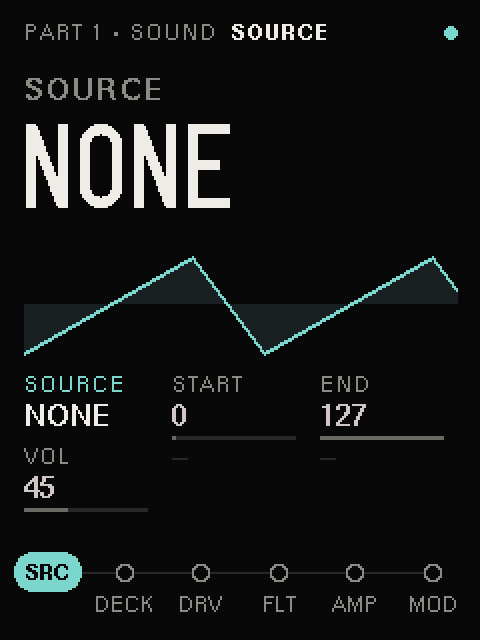 PART 1 · SOUND SOURCE
SOURCE
NONE
SOURCE START END
NONE 0 127
VOL — —
45
SRC
DECK DRV FLT AMP MOD